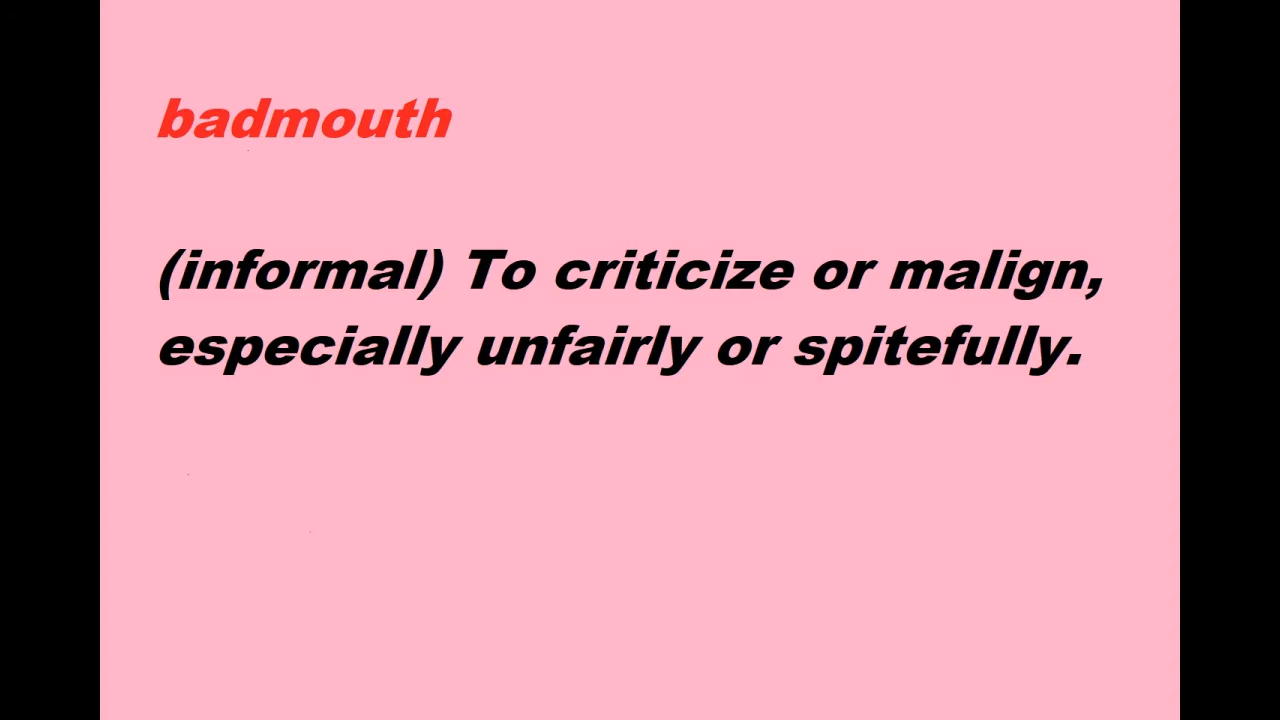 badmouth
(informal) To criticize or malign,
especially unfairly or spitefully.